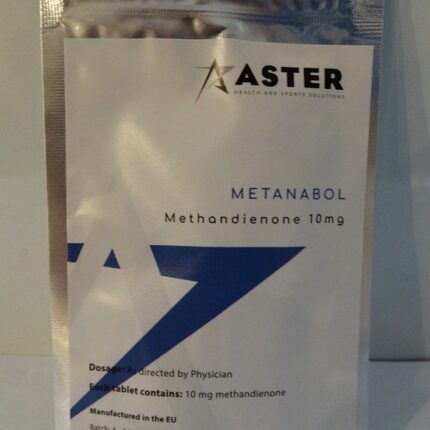 ASTER
HEALTH AND SPORTS SOLUTIONS
METANABOL
Methandienone 10mg
Dosage: As directed by Physician
Each tablet contains: 10 mg methandienone
Manufactured in the EU
Batch: